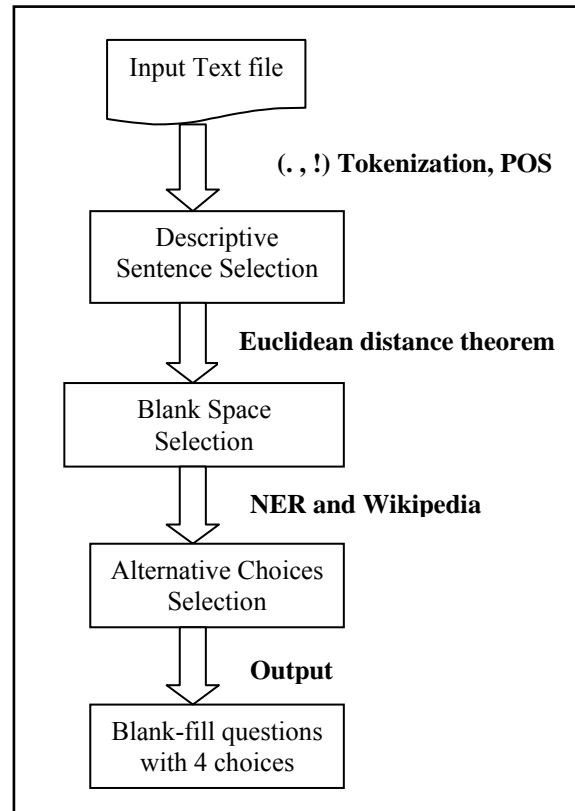 Input Text file
(. , !) Tokenization, POS
Descriptive
Sentence Selection
Euclidean distance theorem
Blank Space
Selection
NER and Wikipedia
Alternative Choices
Selection
Output
Blank-fill questions
with 4 choices